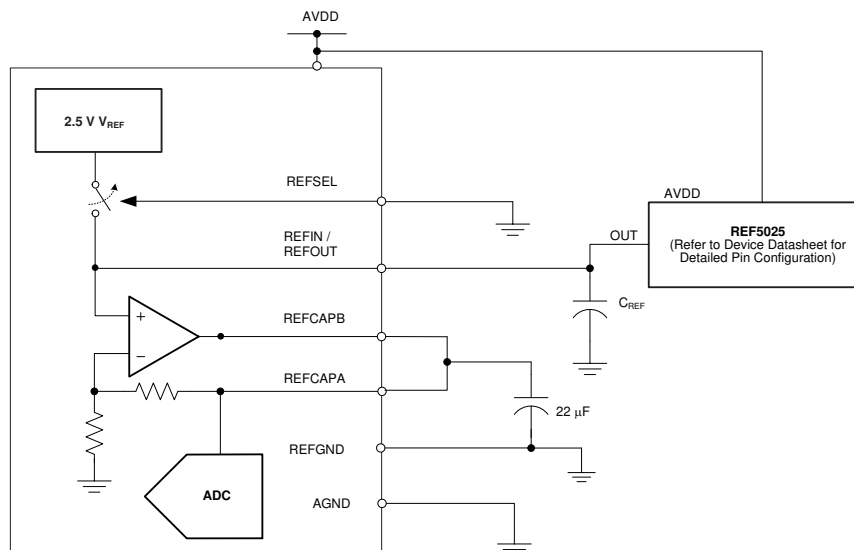 AVDD
2.5 V VREF
REFSEL
AVDD
REF5025
(Refer to Device Datasheet for
Detailed Pin Configuration)
OUT
REFIN /
REFOUT
CREF
+
−
REFCAPB
REFCAPA
22 μF
REFGND
ADC
AGND